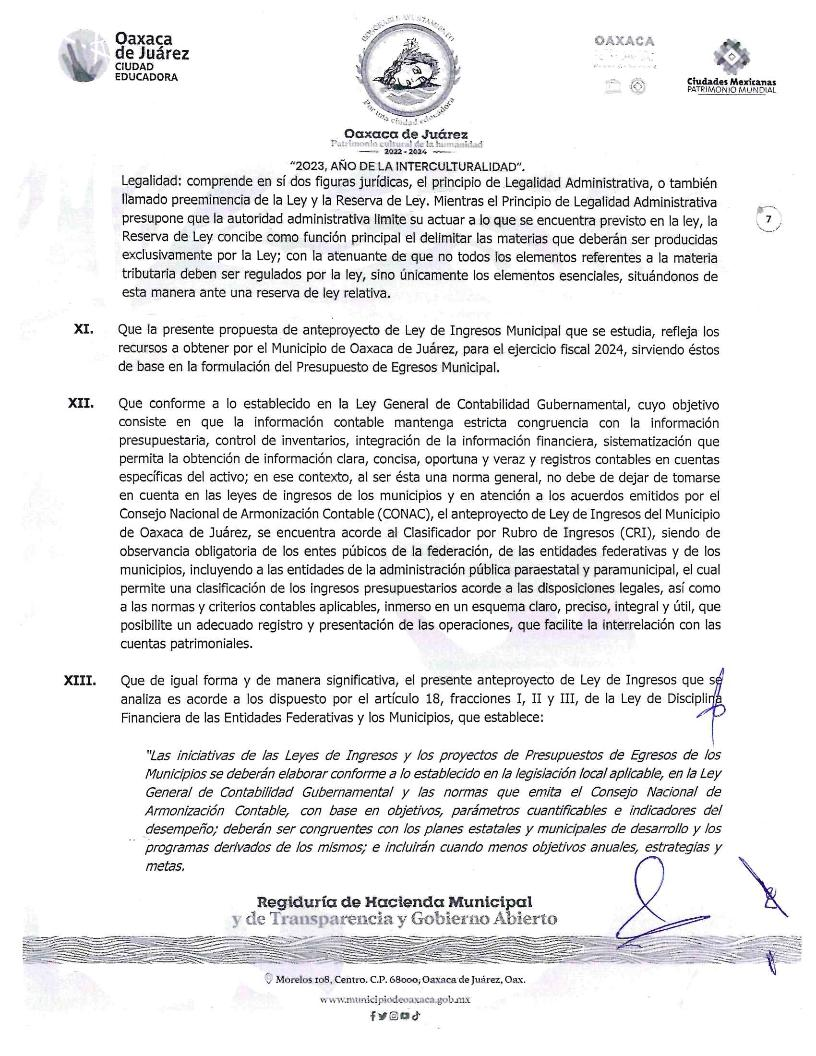 Oaxaca
de Juárez
CIUDAD
EDUCADORA
HONORABLE AYUNTAMIENTO
Por una ciudad educadora
Oaxaca de Juárez
Patrimonio cultural de la humanidad
2022 - 2024
OAXACA
Ciudades Mexicanas
PATRIMONIO MUNDIAL
"2023, AÑO DE LA INTERCULTURALIDAD".
7
Legalidad: comprende en sí dos figuras jurídicas, el principio de Legalidad Administrativa, o también
llamado preeminencia de la Ley y la Reserva de Ley. Mientras el Principio de Legalidad Administrativa
presupone que la autoridad administrativa limite su actuar a lo que se encuentra previsto en la ley, la
Reserva de Ley concibe como función principal el delimitar las materias que deberán ser producidas
exclusivamente por la Ley; con la atenuante de que no todos los elementos referentes a la materia
tributaria deben ser regulados por la ley, sino únicamente los elementos esenciales, situándonos de
esta manera ante una reserva de ley relativa.
XI. Que la presente propuesta de anteproyecto de Ley de Ingresos Municipal que se estudia, refleja los
recursos a obtener por el Municipio de Oaxaca de Juárez, para el ejercicio fiscal 2024, sirviendo éstos
de base en la formulación del Presupuesto de Egresos Municipal.
XII. Que conforme a lo establecido en la Ley General de Contabilidad Gubernamental, cuyo objetivo
consiste en que la información contable mantenga estricta congruencia con la información
presupuestaria, control de inventarios, integración de la información financiera, sistematización que
permita la obtención de información clara, concisa, oportuna y veraz y registros contables en cuentas
específicas del activo; en ese contexto, al ser ésta una norma general, no debe de dejar de tomarse
en cuenta en las leyes de ingresos de los municipios y en atención a los acuerdos emitidos por el
Consejo Nacional de Armonización Contable (CONAC), el anteproyecto de Ley de Ingresos del Municipio
de Oaxaca de Juárez, se encuentra acorde al Clasificador por Rubro de Ingresos (CRI), siendo de
observancia obligatoria de los entes púbicos de la federación, de las entidades federativas y de los
municipios, incluyendo a las entidades de la administración pública paraestatal y paramunicipal, el cual
permite una clasificación de los ingresos presupuestarios acorde a las disposiciones legales, así como
a las normas y criterios contables aplicables, inmerso en un esquema claro, preciso, integral y útil, que
posibilite un adecuado registro y presentación de las operaciones, que facilite la interrelación con las
cuentas patrimoniales.
XIII. Que de igual forma y de manera significativa, el presente anteproyecto de Ley de Ingresos que se
analiza es acorde a los dispuesto por el artículo 18, fracciones I, II y III, de la Ley de Disciplina
Financiera de las Entidades Federativas y los Municipios, que establece:
"Las iniciativas de las Leyes de Ingresos y los proyectos de Presupuestos de Egresos de los
Municipios se deberán elaborar conforme a lo establecido en la legislación local aplicable, en la Ley
General de Contabilidad Gubernamental y las normas que emita el Consejo Nacional de
Armonización Contable, con base en objetivos, parámetros cuantificables e indicadores del
desempeño; deberán ser congruentes con los planes estatales y municipales de desarrollo y los
programas derivados de los mismos; e incluirán cuando menos objetivos anuales, estrategias y
metas.
Regiduría de Hacienda Municipal
y de Transparencia y Gobierno Abierto
Morelos 108, Centro. C.P. 68000, Oaxaca de Juárez, Oax.
www.municipiodeoaxaca.gob.mx